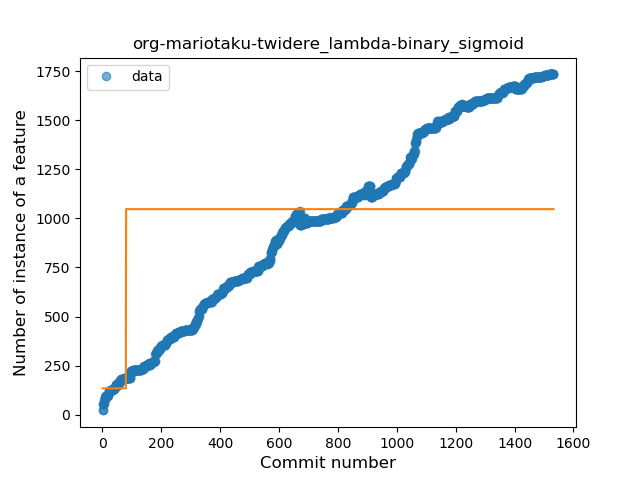 org-mariotaku-twidere_lambda-binary_sigmoid
data
Number of instance of a feature
1750
1500
1250
1000
750
500
250
0
0 200 400 600 800 1000 1200 1400 1600
Commit number